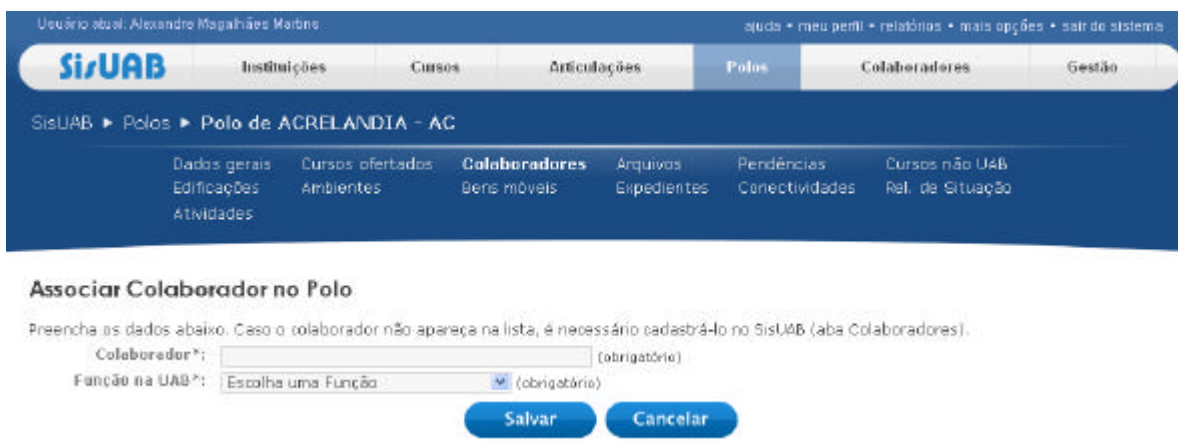 Usuário atual: Alexandre Magalhães Martins
ajuda • meu perfil • relatórios • mais opções • sair do sistema
SisUAB Instituições Cursos Articulações Polos Colaboradores Gestão
SisUAB ► Polos ► Polo de ACRELANDIA - AC
Dados gerais Cursos ofertados Colaboradores Arquivos Pendências Cursos não UAB
Edificações Ambientes Bens móveis Expedientes Conectividades Rel. de Situação
Atividades
Associar Colaborador no Polo
Preencha os dados abaixo. Caso o colaborador não apareça na lista, é necessário cadastrá-lo no SisUAB (aba Colaboradores).
Colaborador*: (obrigatório)
Função na UAB*: Escolha uma Função (obrigatório)
Salvar Cancelar